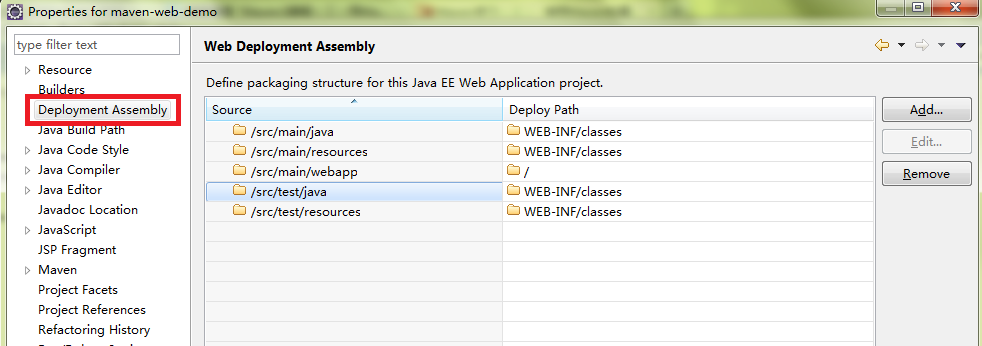 Properties for maven-web-demo
type filter text
Resource
Builders
Deployment Assembly
Java Build Path
Java Code Style
Java Compiler
Java Editor
Javadoc Location
JavaScript
JSP Fragment
Maven
Project Facets
Project References
Refactoring History
Web Deployment Assembly
Define packaging structure for this Java EE Web Application project.
Source Deploy Path
/src/main/java WEB-INF/classes
/src/main/resources WEB-INF/classes
/src/main/webapp /
/src/test/java WEB-INF/classes
/src/test/resources WEB-INF/classes
Add...
Edit...
Remove